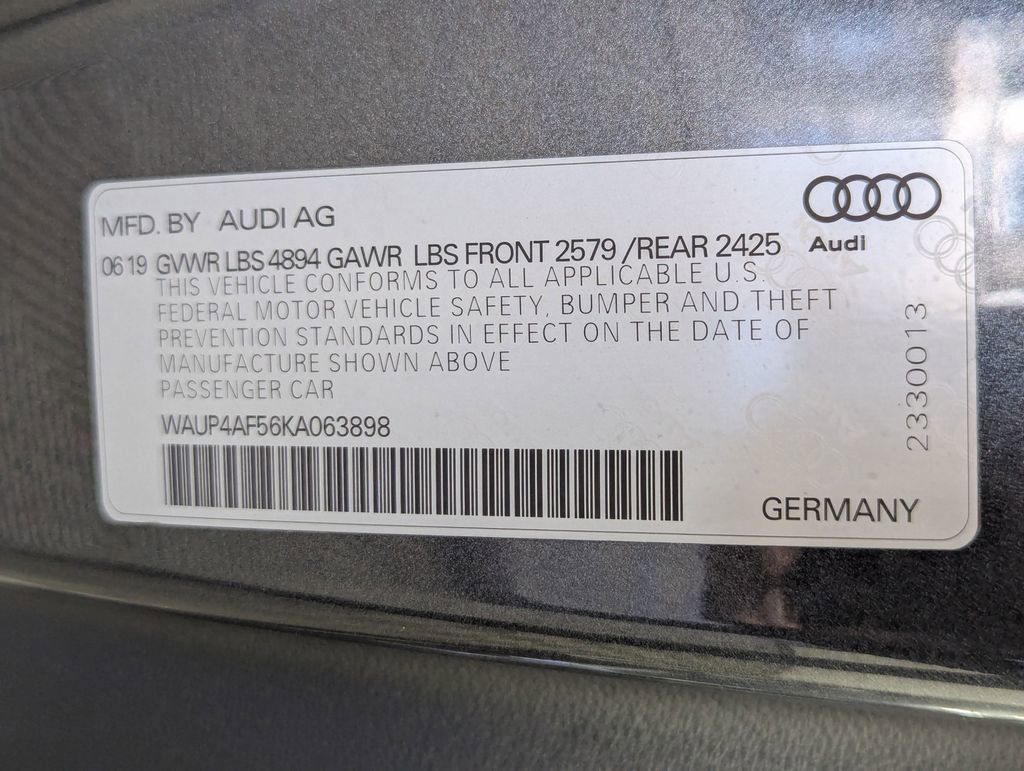 MFD. BY AUDI AG
06 19 GVWR LBS 4894 GAWR LBS FRONT 2579 /REAR 2425
THIS VEHICLE CONFORMS TO ALL APPLICABLE U.S.
FEDERAL MOTOR VEHICLE SAFETY, BUMPER AND THEFT
PREVENTION STANDARDS IN EFFECT ON THE DATE OF
MANUFACTURE SHOWN ABOVE
PASSENGER CAR
WAUP4AF56KA063898
Audi
2330013
GERMANY